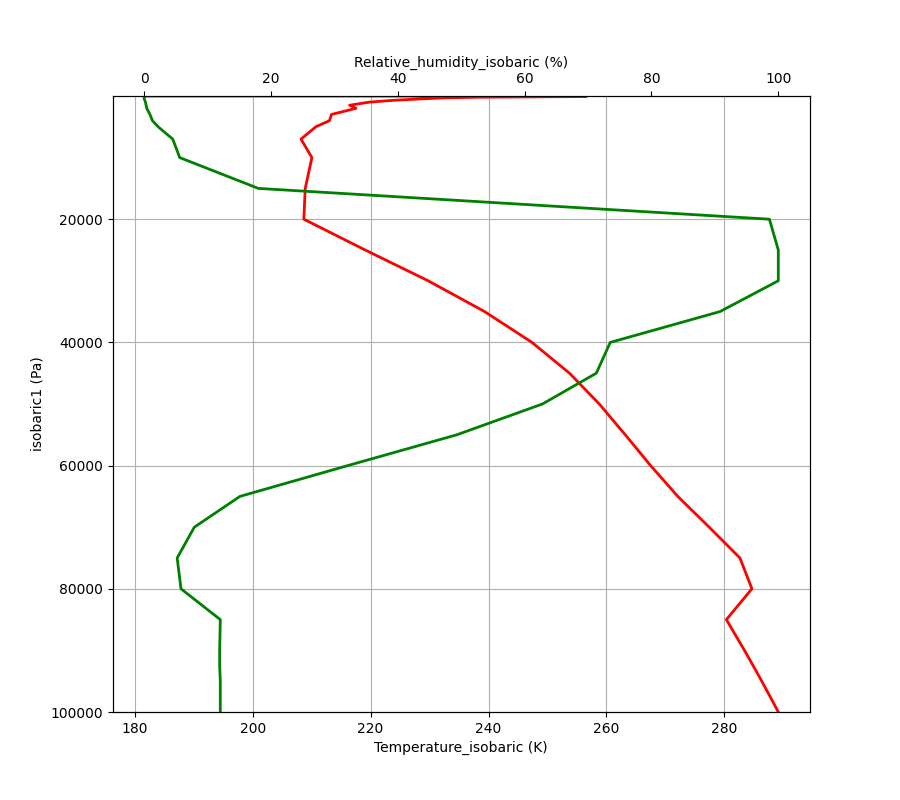 Relative_humidity_isobaric (%)
0 20 40 60 80 100
isobaric1 (Pa)
20000
40000
60000
80000
100000
180 200 220 240 260 280
Temperature_isobaric (K)